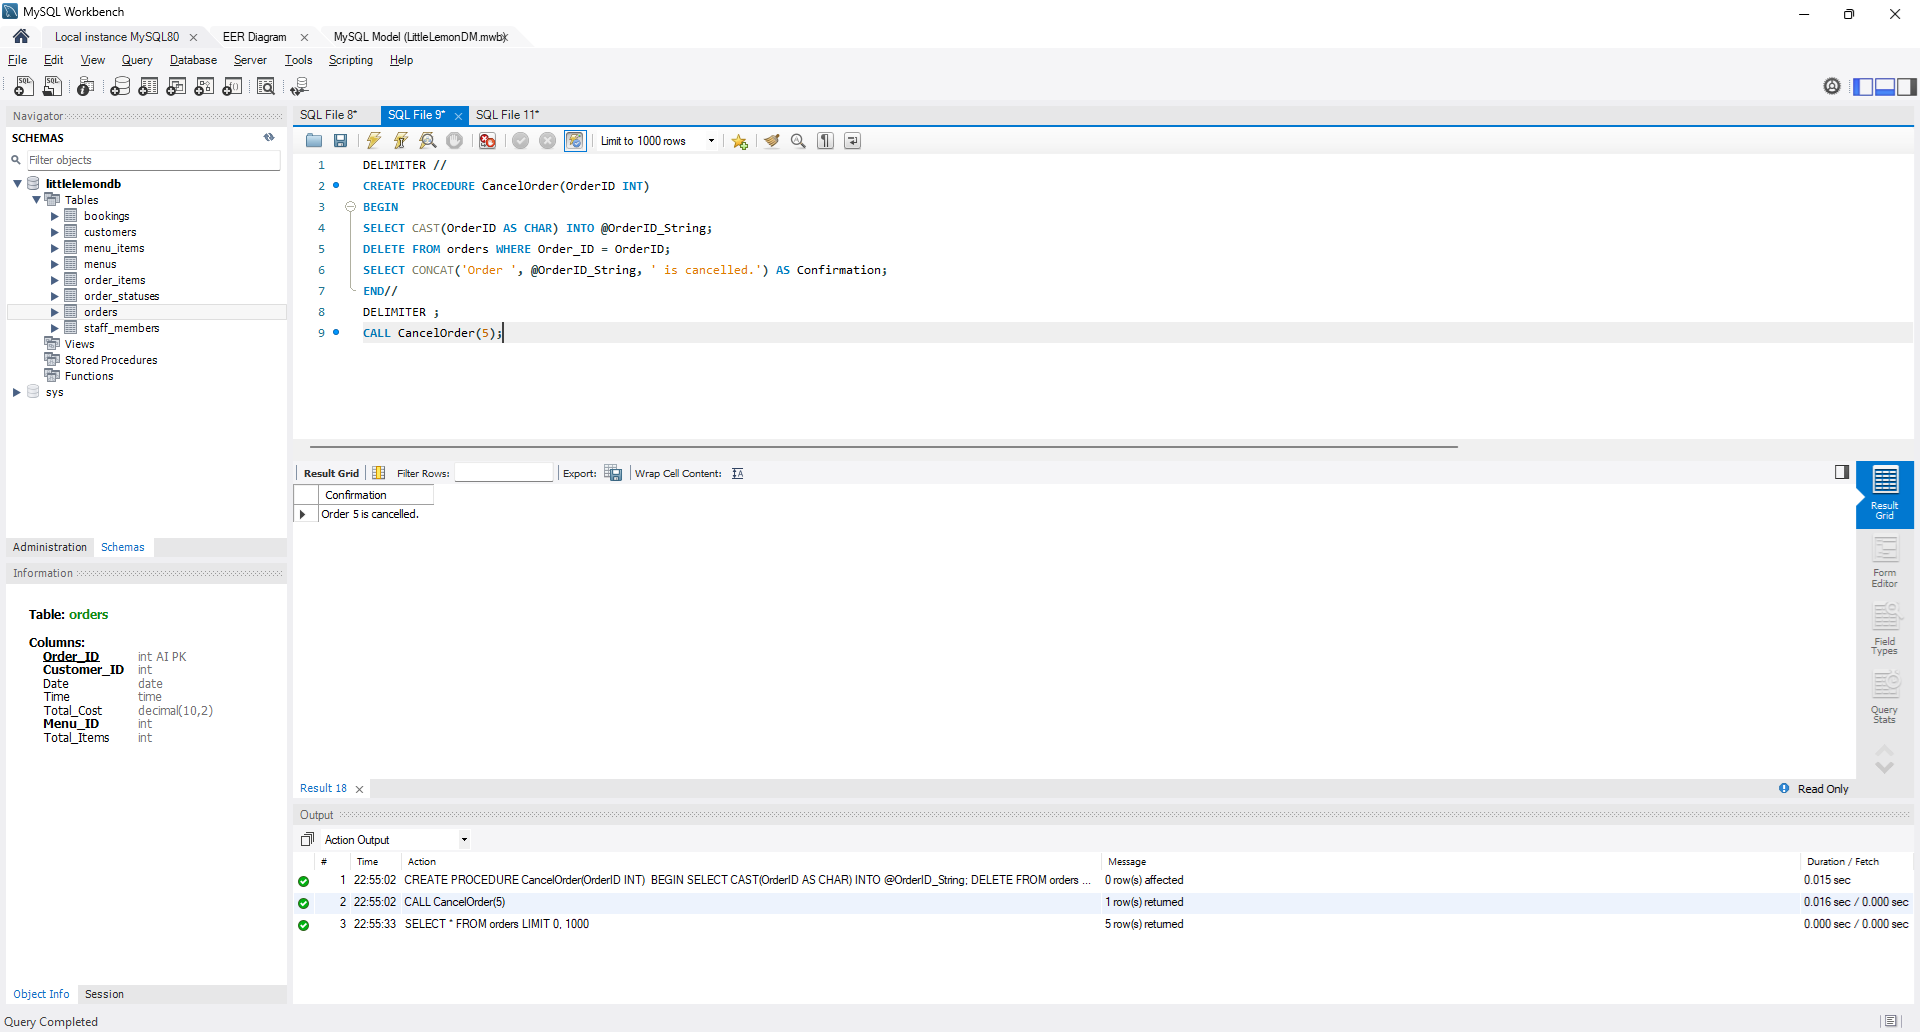 MySQL Workbench
Local instance MySQL80 EER Diagram MySQL Model (LittleLemonDM.mwb)
File Edit View Query Database Server Tools Scripting Help
Navigator
SCHEMAS
Filter objects
littlelemondb
Tables
bookings
customers
menu_items
menus
order_items
order_statuses
orders
staff_members
Views
Stored Procedures
Functions
sys
Administration Schemas
Information
Table: orders
Columns:
Order_ID int AI PK
Customer_ID int
Date date
Time time
Total_Cost decimal(10,2)
Menu_ID int
Total_Items int
Object Info Session
SQL File 8* SQL File 9* SQL File 11*
Limit to 1000 rows
1 DELIMITER //
2 CREATE PROCEDURE CancelOrder(OrderID INT)
3 BEGIN
4 SELECT CAST(OrderID AS CHAR) INTO @OrderID_String;
5 DELETE FROM orders WHERE Order_ID = OrderID;
6 SELECT CONCAT('Order ', @OrderID_String, ' is cancelled.') AS Confirmation;
7 END//
8 DELIMITER ;
9 CALL CancelOrder(5);
Result Grid Filter Rows: Export: Wrap Cell Content:
Confirmation
Order 5 is cancelled.
Result
Grid
Form
Editor
Field
Types
Query
Stats
Result 18 Read Only
Output
Action Output
# Time Action Message Duration / Fetch
1 22:55:02 CREATE PROCEDURE CancelOrder(OrderID INT) BEGIN SELECT CAST(OrderID AS CHAR) INTO @OrderID_String; DELETE FROM orders ... 0 row(s) affected 0.015 sec
2 22:55:02 CALL CancelOrder(5) 1 row(s) returned 0.016 sec / 0.000 sec
3 22:55:33 SELECT * FROM orders LIMIT 0, 1000 5 row(s) returned 0.000 sec / 0.000 sec
Query Completed